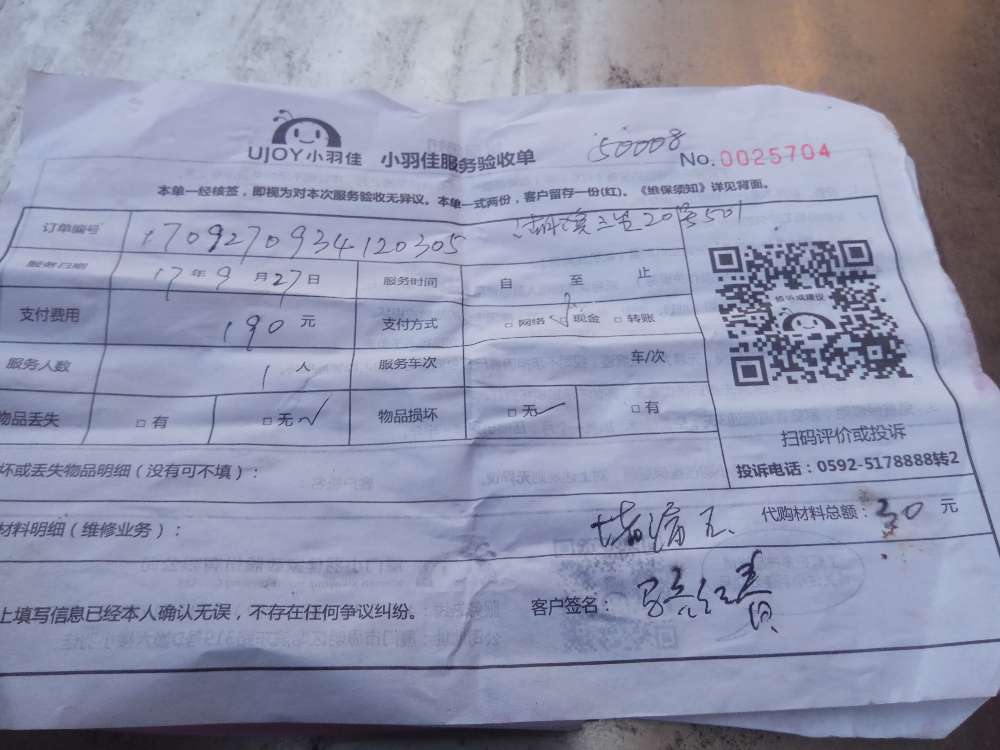 UJOY小羽佳 小羽佳服务验收单 50008 No.0025704
本单一经核签，即视为对本次服务验收无异议。本单一式两份，客户留存一份(红)。《维保须知》详见背面。
订单编号 1709270934120305 20号501
服务日期 17年9月27日 服务时间 自 至 止
支付费用 190元 支付方式 □网络 □现金 □转账
服务人数 1人 服务车次 车/次
物品丢失 □有 □无✓ 物品损坏 □无✓ □有
扫码评价或投诉
投诉电话：0592-5178888转2
坏或丢失物品明细（没有可不填）：
材料明细（维修业务）： 堵漏王 代购材料总额：30元
上填写信息已经本人确认无误，不存在任何争议纠纷。 客户签名：